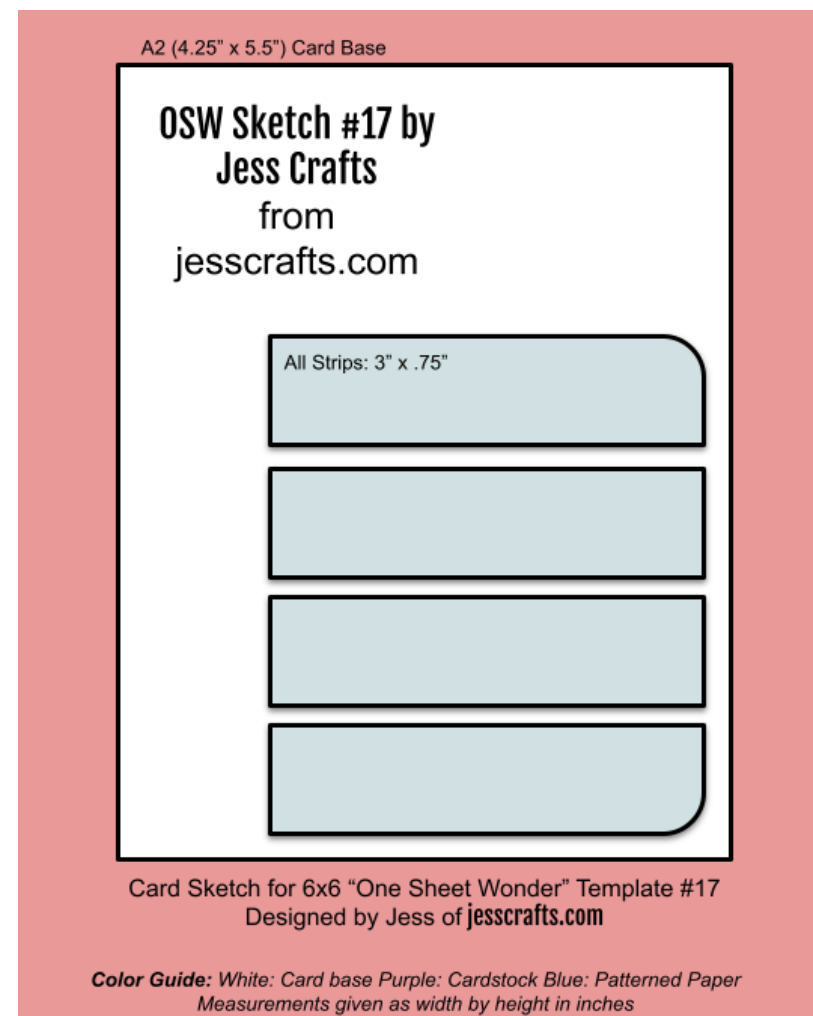 A2 (4.25” x 5.5”) Card Base
OSW Sketch #17 by
Jess Crafts
from
jesscrafts.com
All Strips: 3” x .75”
Card Sketch for 6x6 “One Sheet Wonder” Template #17
Designed by Jess of jesscrafts.com
Color Guide: White: Card base Purple: Cardstock Blue: Patterned Paper
Measurements given as width by height in inches